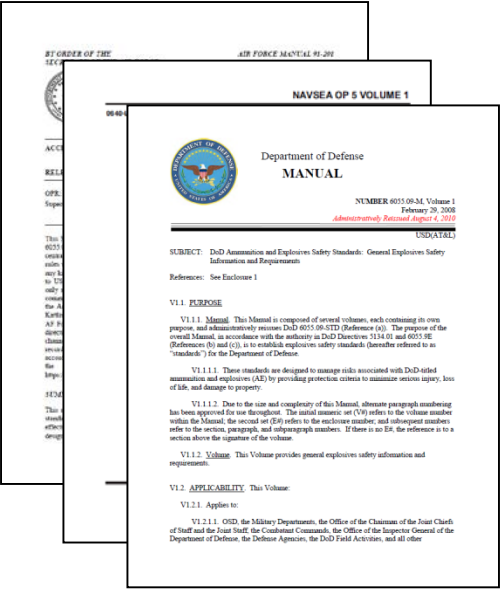 BY ORDER OF THE
AIR FORCE MANUAL 91-201
NAVSEA OP 5 VOLUME 1
Department of Defense
MANUAL
NUMBER 6055.09-M, Volume 1
February 29, 2008
Administratively Reissued August 4, 2010
USD(AT&L)
SUBJECT: DoD Ammunition and Explosives Safety Standards: General Explosives Safety
Information and Requirements
References: See Enclosure 1
V1.1. PURPOSE
V1.1.1. Manual. This Manual is composed of several volumes, each containing its own
purpose, and administratively reissues DoD 6055.09-STD (Reference (a)). The purpose of the
overall Manual, in accordance with the authority in DoD Directives 5134.01 and 6055.9E
(References (b) and (c)), is to establish explosives safety standards (hereafter referred to as
"standards") for the Department of Defense.
V1.1.1.1. These standards are designed to manage risks associated with DoD-titled
ammunition and explosives (AE) by providing protection criteria to minimize serious injury, loss
of life, and damage to property.
V1.1.1.2. Due to the size and complexity of this Manual, alternate paragraph numbering
has been approved for use throughout. The initial numeric set (V#) refers to the volume number
within the Manual; the second set (E#) refers to the enclosure number; and subsequent numbers
refer to the section, paragraph, and subparagraph numbers. If there is no E#, the reference is to a
section above the signature of the volume.
V1.1.2. Volume. This Volume provides general explosives safety information and
requirements.
V1.2. APPLICABILITY. This Volume:
V1.2.1. Applies to:
V1.2.1.1. OSD, the Military Departments, the Office of the Chairman of the Joint Chiefs
of Staff and the Joint Staff, the Combatant Commands, the Office of the Inspector General of the
Department of Defense, the Defense Agencies, the DoD Field Activities, and all other